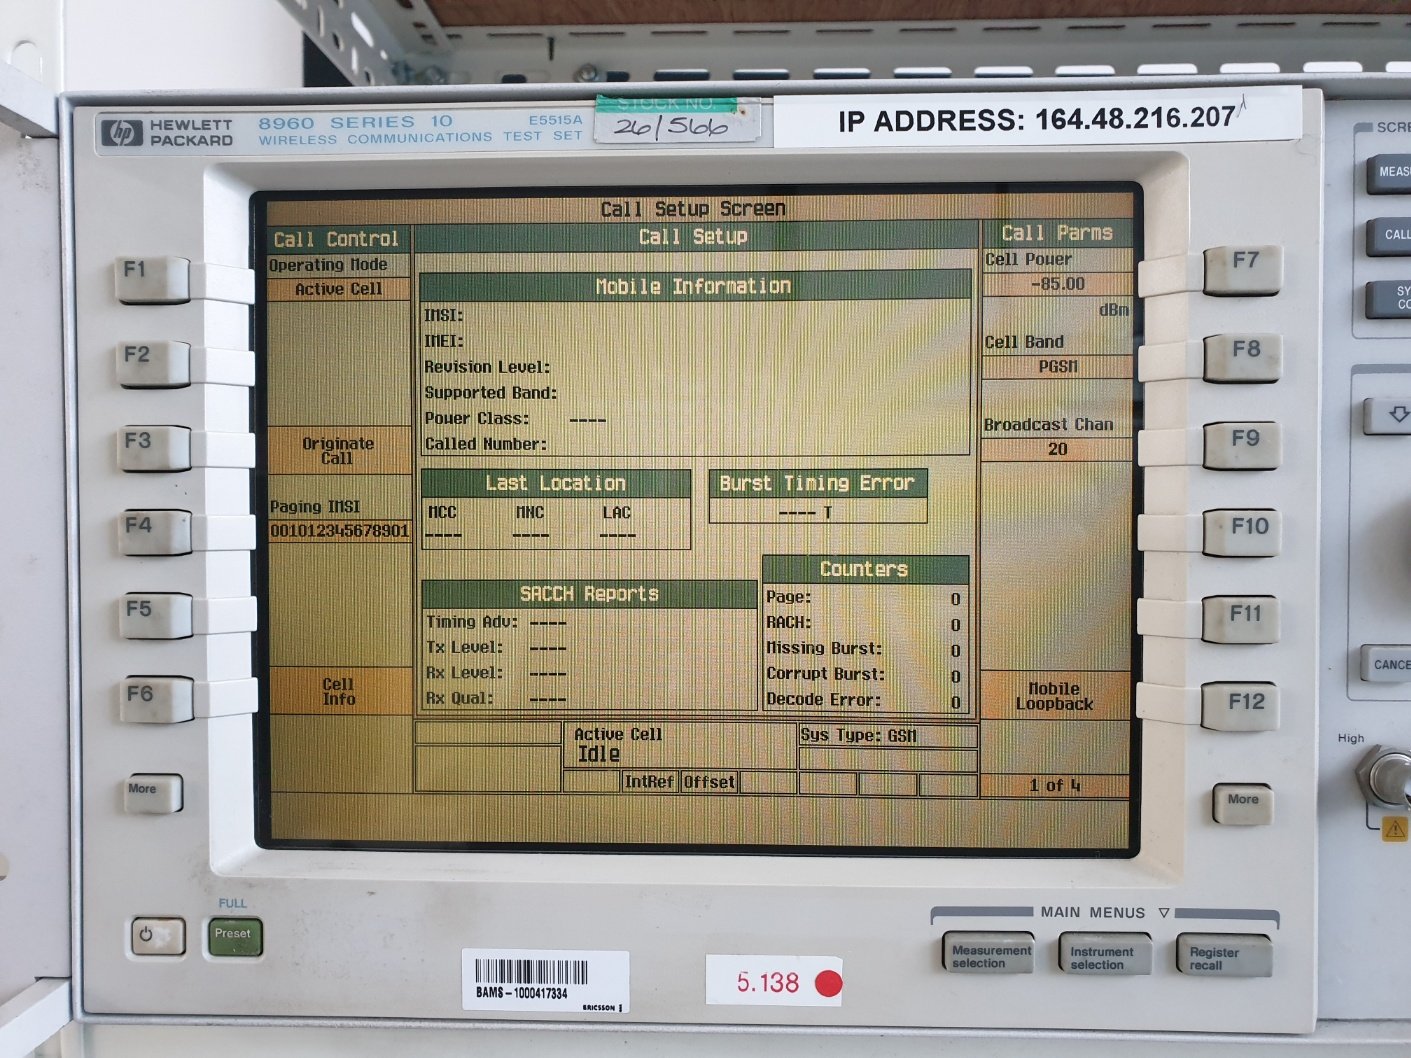 HEWLETT
PACKARD
8960 SERIES 10
E5515A
WIRELESS COMMUNICATIONS TEST SET
STOCK NO.
26/566
IP ADDRESS: 164.48.216.207
hp
Call Setup Screen
Call Control
Operating Mode
Active Cell
Originate
Call
Paging IMSI
001012345678901
Cell
Info
Call Setup
Mobile Information
IMSI:
IMEI:
Revision Level:
Supported Band:
Power Class: ----
Called Number:
Last Location
MCC MNC LAC
---- ---- ----
Burst Timing Error
---- T
SACCH Reports
Timing Adv: ----
Tx Level: ----
Rx Level: ----
Rx Qual: ----
Counters
Page: 0
RACH: 0
Missing Burst: 0
Corrupt Burst: 0
Decode Error: 0
Active Cell
Idle
Sys Type: GSM
IntRef Offset
Call Parms
Cell Power
-85.00
dBm
Cell Band
PGSM
Broadcast Chan
20
Mobile
Loopback
1 of 4
F1
F2
F3
F4
F5
F6
More
F7
F8
F9
F10
F11
F12
More
High
FULL
Preset
MAIN MENUS
Measurement
selection
Instrument
selection
Register
recall
BAMS-1000417334
ERICSSON
5.138
SCRE
MEAS
CALL
SY
CO
CANCE